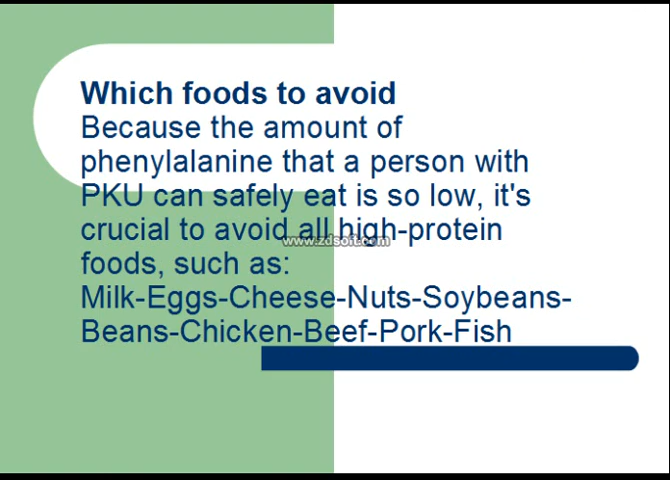 Which foods to avoid
Because the amount of
phenylalanine that a person with
PKU can safely eat is so low, it's
crucial to avoid all high-protein
www.zdsoft.com
foods, such as:
Milk-Eggs-Cheese-Nuts-Soybeans-
Beans-Chicken-Beef-Pork-Fish